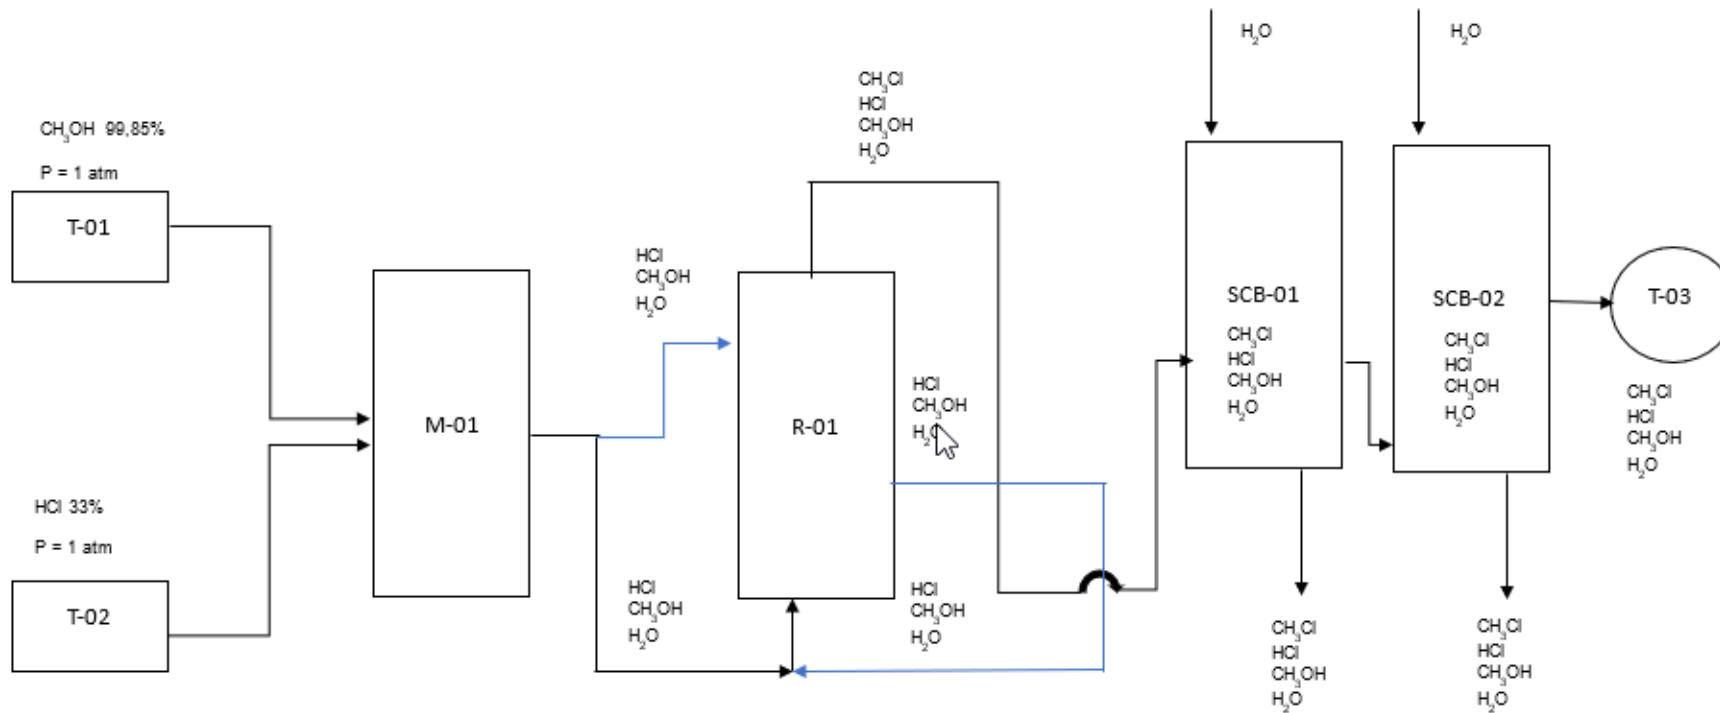 H₂O
H₂O
CH₃Cl
HCl
CH₃OH
H₂O
CH₃OH 99,85%
P = 1 atm
T-01
HCl
CH₃OH
H₂O
M-01
R-01
HCl
CH₃OH
H₂O
SCB-01
CH₃Cl
HCl
CH₃OH
H₂O
SCB-02
CH₃Cl
HCl
CH₃OH
H₂O
T-03
CH₃Cl
HCl
CH₃OH
H₂O
HCl 33%
P = 1 atm
T-02
HCl
CH₃OH
H₂O
HCl
CH₃OH
H₂O
CH₃Cl
HCl
CH₃OH
H₂O
CH₃Cl
HCl
CH₃OH
H₂O